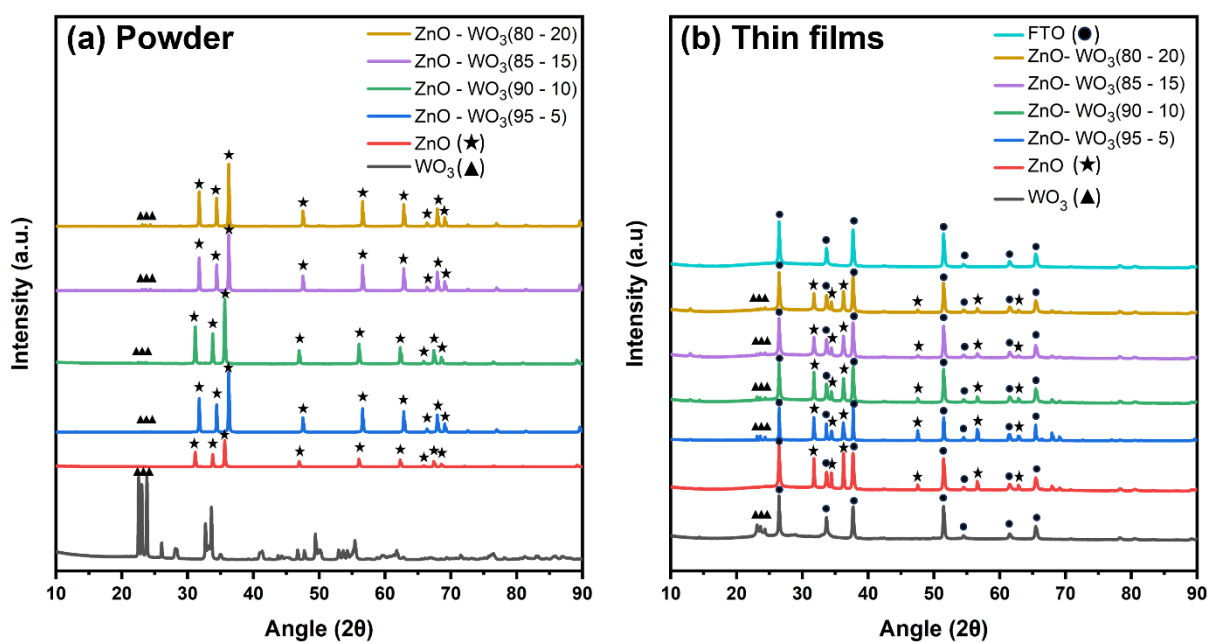 (a) Powder
ZnO - WO₃(80 - 20)
ZnO - WO₃(85 - 15)
ZnO - WO₃(90 - 10)
ZnO - WO₃(95 - 5)
ZnO (★)
WO₃(▲)
Intensity (a.u.)
10 20 30 40 50 60 70 80 90
Angle (2θ)
(b) Thin films
FTO (●)
ZnO- WO₃(80 - 20)
ZnO- WO₃(85 - 15)
ZnO- WO₃(90 - 10)
ZnO- WO₃(95 - 5)
ZnO (★)
WO₃ (▲)
Intensity (a.u)
10 20 30 40 50 60 70 80 90
Angle (2θ)